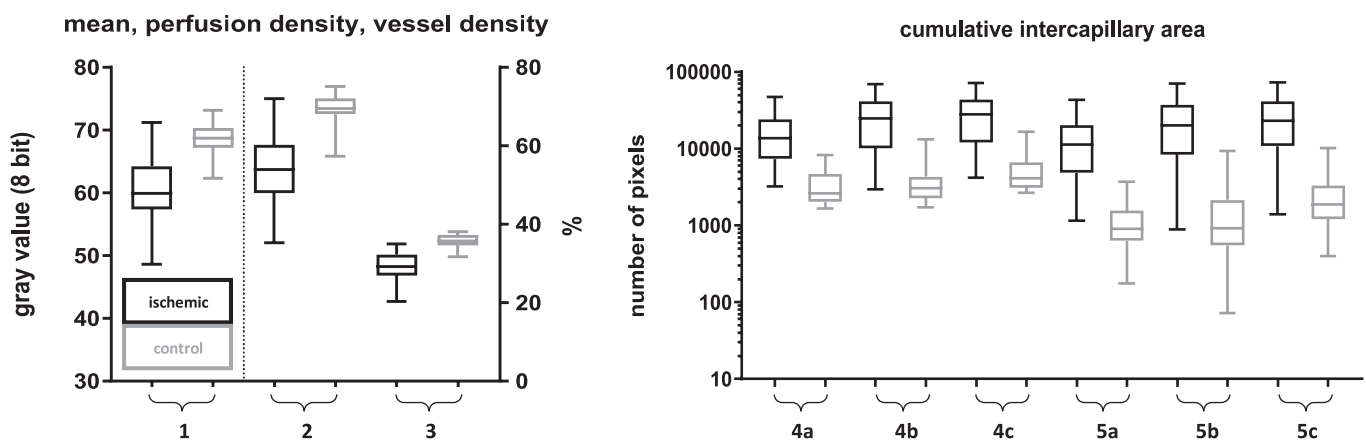 mean, perfusion density, vessel density
gray value (8 bit)
80
70
60
50
40
30
ischemic
control
80
60
40
20
0
%
1
2
3
cumulative intercapillary area
number of pixels
100000
10000
1000
100
10
4a
4b
4c
5a
5b
5c